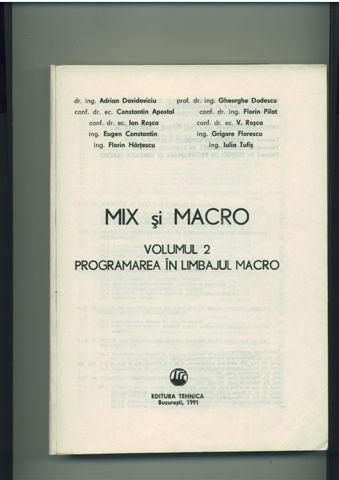 dr. ing. Adrian Davidoviciu prof. dr. ing. Gheorghe Dodescu
conf. dr. ec. Constantin Apostol conf. dr. ing. Florin Pilat
conf. dr. ec. Ion Roşca conf. dr. ec. V. Roşca
ing. Eugen Constantin ing. Grigore Florescu
ing. Florin Hărţescu ing. Iulia Tufiş
MIX şi MACRO
VOLUMUL 2
PROGRAMAREA ÎN LIMBAJUL MACRO
EDITURA TEHNICA
Bucureşti, 1991